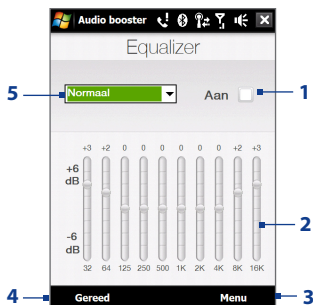 Audio booster
Equalizer
5 Normaal Aan 1
+3 +2 0 0 0 0 0 0 +2 +3
+6
dB
2
-6
dB
32 64 125 250 500 1K 2K 4K 8K 16K
4 Gereed Menu 3